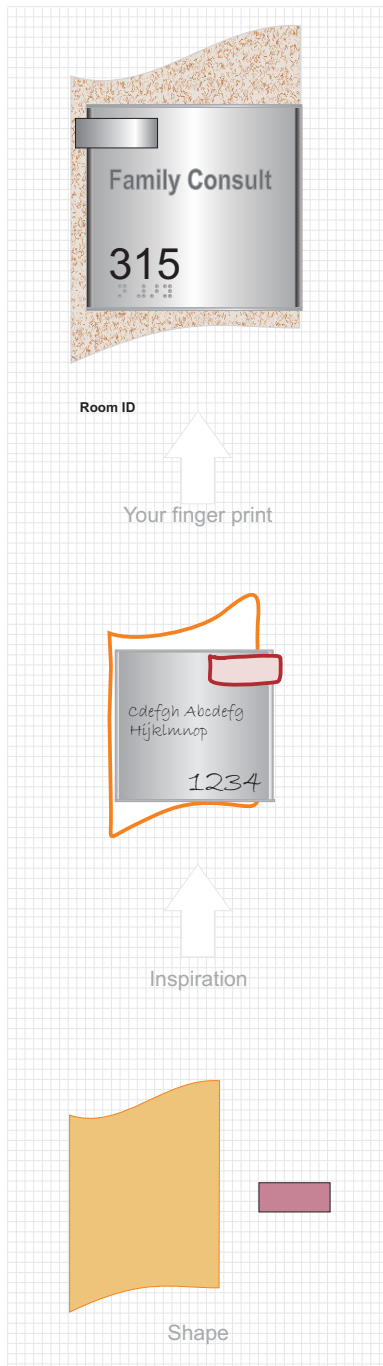 Family Consult
315
Room ID
Your finger print
Cdefgh Abcdefg
Hijklmnop
1234
Inspiration
Shape